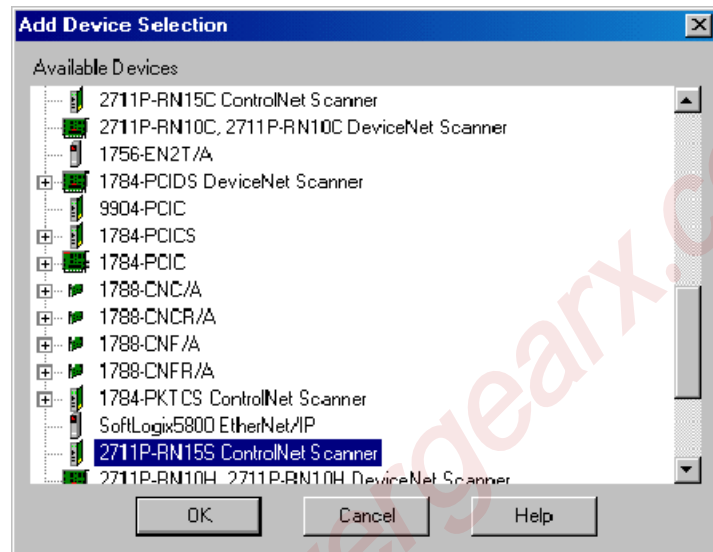 Add Device Selection
Available Devices
2711P-RN15C ControlNet Scanner
2711P-RN10C, 2711P-RN10C DeviceNet Scanner
1756-EN2T/A
1784-PCIDS DeviceNet Scanner
9904-PCIC
1784-PCICS
1784-PCIC
1788-CNC/A
1788-CNCR/A
1788-CNF/A
1788-CNFR/A
1784-PKTCS ControlNet Scanner
SoftLogix5800 EtherNet/IP
2711P-RN15S ControlNet Scanner
2711P-RN10H, 2711P-RN10H DeviceNet Scanner
OK Cancel Help